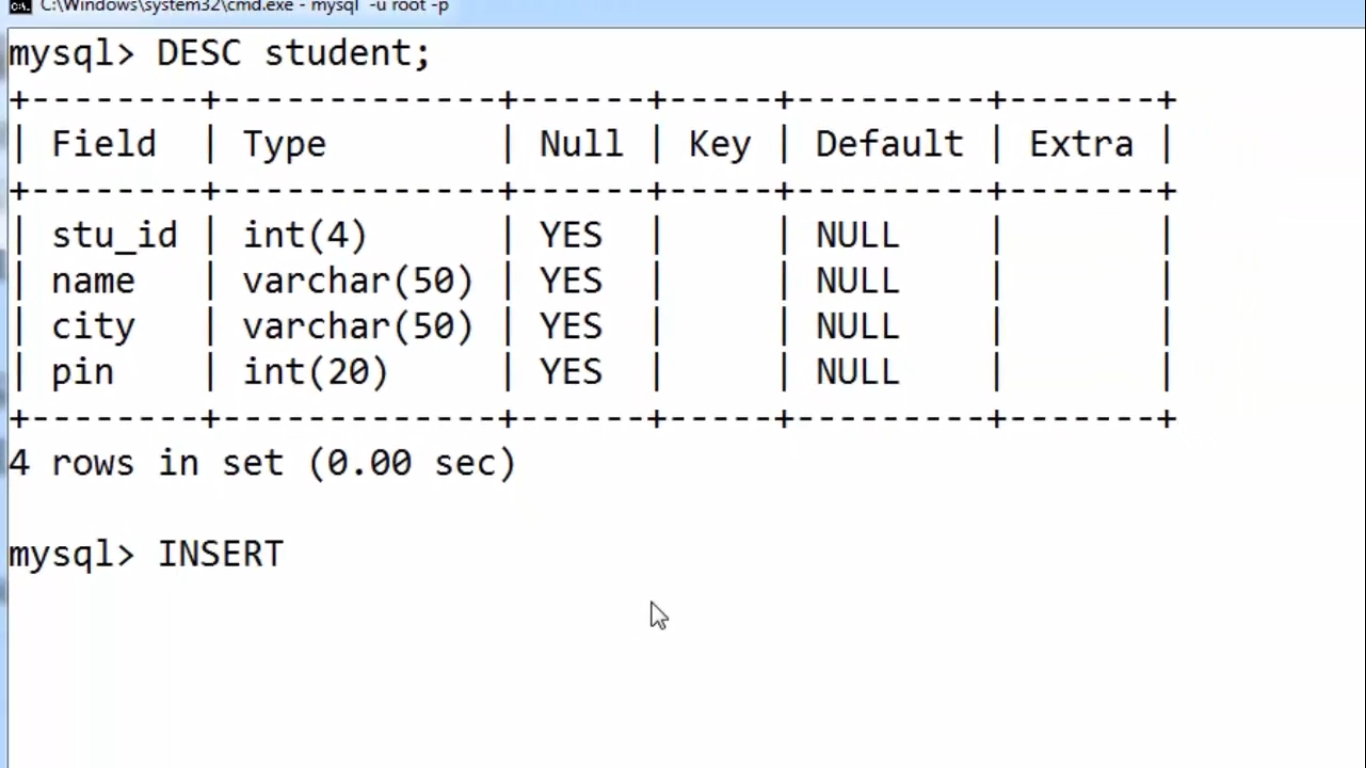 C:\Windows\system32\cmd.exe - mysql -u root -p
mysql> DESC student;
+--------+-------------+------+-----+---------+-------+
| Field  | Type        | Null | Key | Default | Extra |
+--------+-------------+------+-----+---------+-------+
| stu_id | int(4)      | YES  |     | NULL    |       |
| name   | varchar(50) | YES  |     | NULL    |       |
| city   | varchar(50) | YES  |     | NULL    |       |
| pin    | int(20)     | YES  |     | NULL    |       |
+--------+-------------+------+-----+---------+-------+
4 rows in set (0.00 sec)
mysql> INSERT